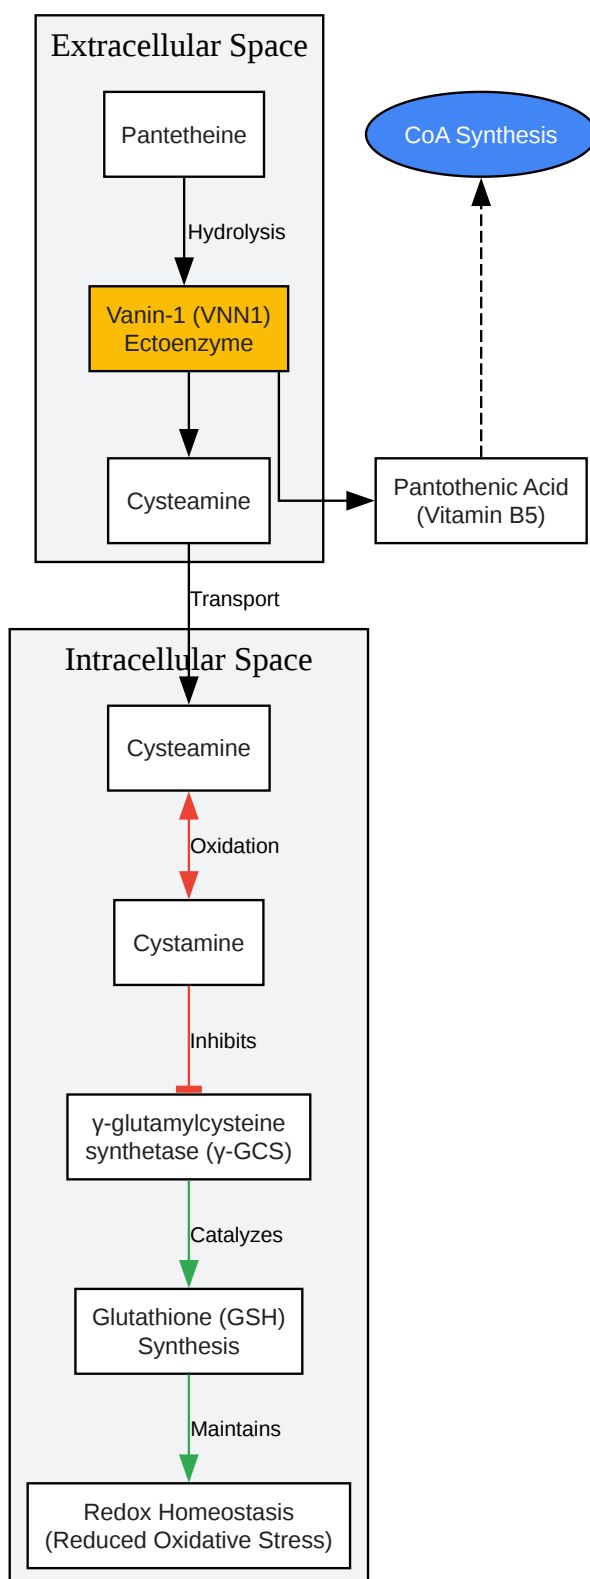 Extracellular Space
Pantetheine
CoA Synthesis
Hydrolysis
Vanin-1 (VNN1)
Ectoenzyme
Cysteamine
Pantothenic Acid
(Vitamin B5)
Transport
Intracellular Space
Cysteamine
Oxidation
Cystamine
Inhibits
γ-glutamylcysteine
synthetase (γ-GCS)
Catalyzes
Glutathione (GSH)
Synthesis
Maintains
Redox Homeostasis
(Reduced Oxidative Stress)